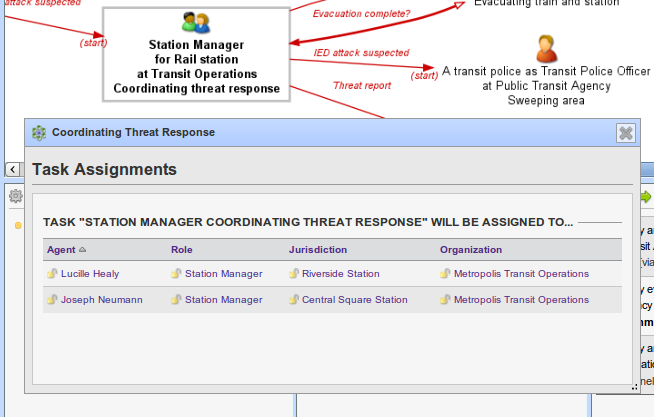 attack suspected
Evacuation complete?
Evacuating train and station
(start)
Station Manager
for Rail station
at Transit Operations
Coordinating threat response
IED attack suspected
(start)
A transit police as Transit Police Officer
at Public Transit Agency
Sweeping area
Threat report
Coordinating Threat Response
Task Assignments
TASK "STATION MANAGER COORDINATING THREAT RESPONSE" WILL BE ASSIGNED TO...
Agent Role Jurisdiction Organization
Lucille Healy Station Manager Riverside Station Metropolis Transit Operations
Joseph Neumann Station Manager Central Square Station Metropolis Transit Operations